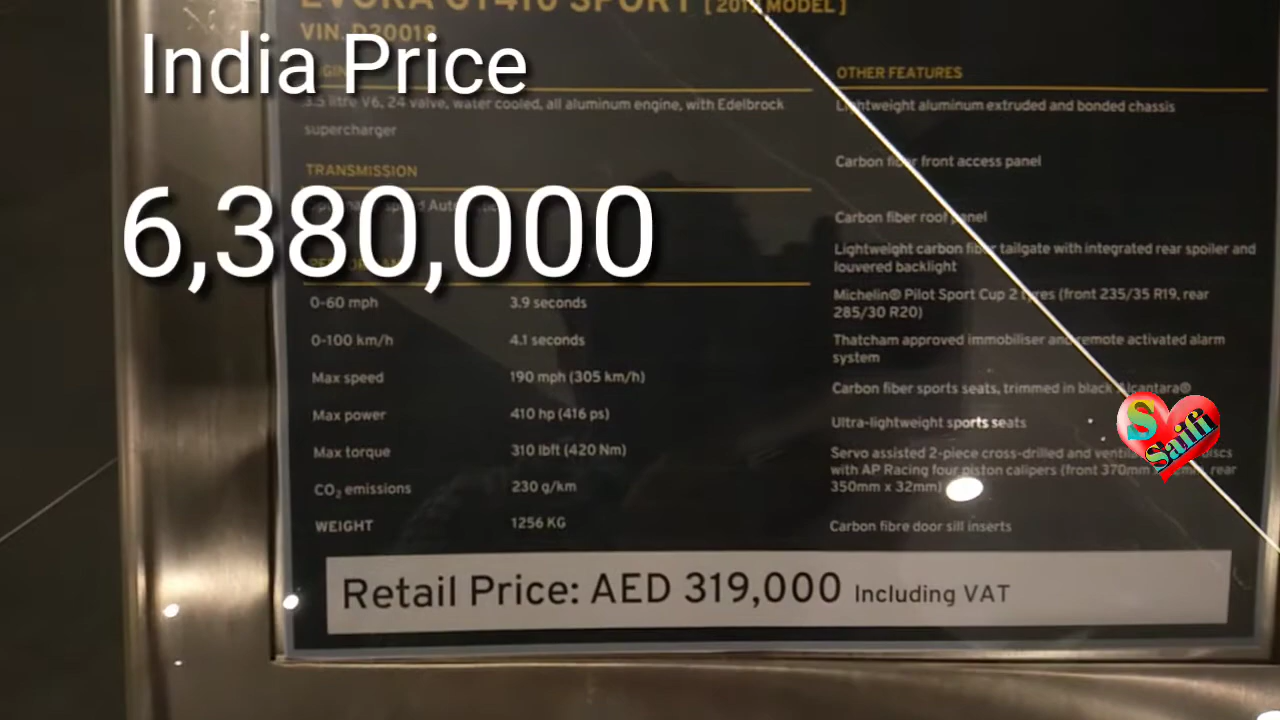 EVORA GT410 SPORT [ 2019 MODEL ]
VIN. D20018
India Price
3.5 litre V6, 24 valve, water cooled, all aluminum engine, with Edelbrock
supercharger
TRANSMISSION
6,380,000
0-60 mph 3.9 seconds
0-100 km/h 4.1 seconds
Max speed 190 mph (305 km/h)
Max power 410 hp (416 ps)
Max torque 310 lbft (420 Nm)
CO₂ emissions 230 g/km
WEIGHT 1256 KG
OTHER FEATURES
Lightweight aluminum extruded and bonded chassis
Carbon fiber front access panel
Carbon fiber roof panel
Lightweight carbon fiber tailgate with integrated rear spoiler and
louvered backlight
Michelin® Pilot Sport Cup 2 tyres (front 235/35 R19, rear
285/30 R20)
Thatcham approved immobiliser and remote activated alarm
system
Carbon fiber sports seats, trimmed in black Alcantara®
Ultra-lightweight sports seats
Servo assisted 2-piece cross-drilled and discs
with AP Racing four piston calipers (front 370mm rear
350mm x 32mm)
Carbon fibre door sill inserts
S
Saifi
Retail Price: AED 319,000 Including VAT